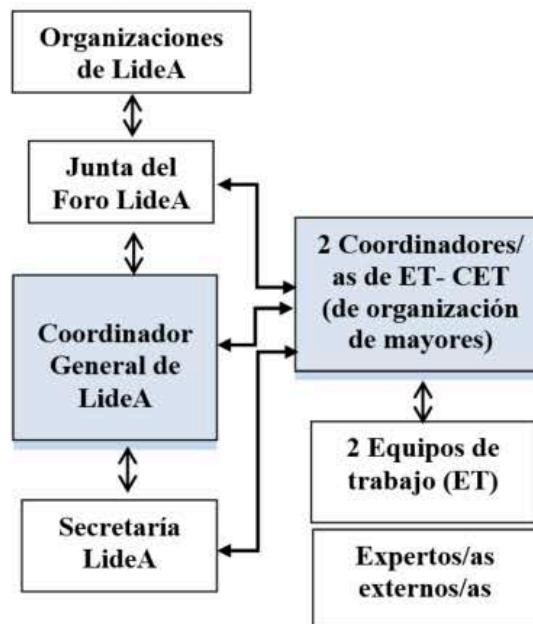 Organizaciones
de LideA
Junta del
Foro LideA
Coordinador
General de
LideA
Secretaría
LideA
2 Coordinadores/
as de ET- CET
(de organización
de mayores)
2 Equipos de
trabajo (ET)
Expertos/as
externos/as